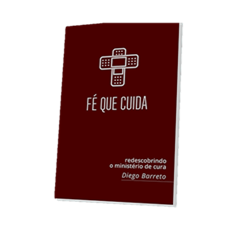 FÉ QUE CUIDA
redescobrindo
o ministério de cura
Diego Barreto